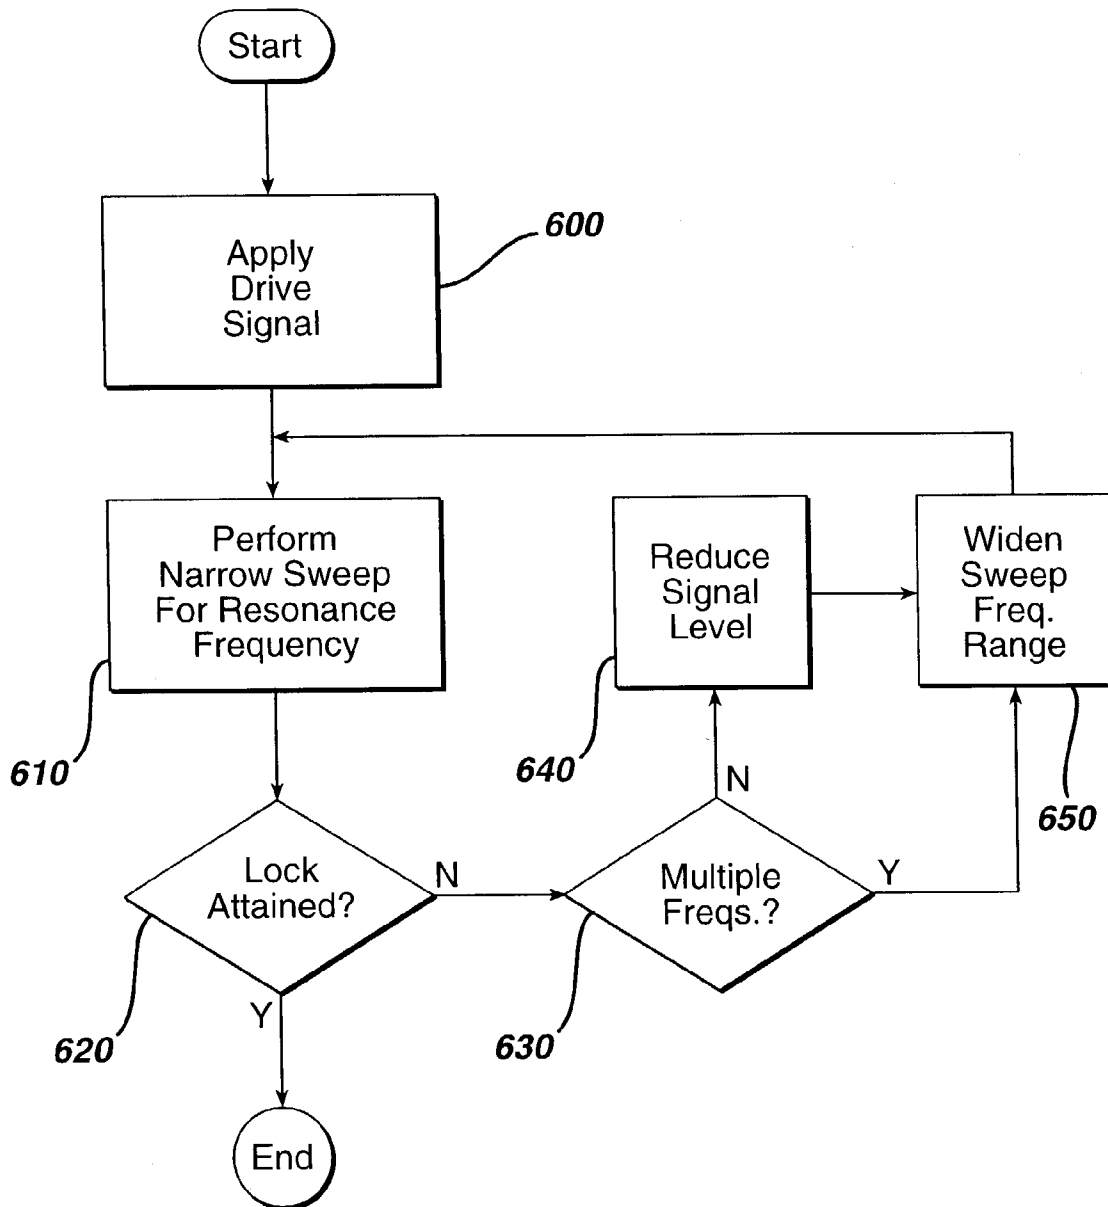 Start
Apply
Drive
Signal
600
Perform
Narrow Sweep
For Resonance
Frequency
610
Reduce
Signal
Level
640
Widen
Sweep
Freq.
Range
650
Lock
Attained?
N
Y
620
Multiple
Freqs.?
N
Y
630
End